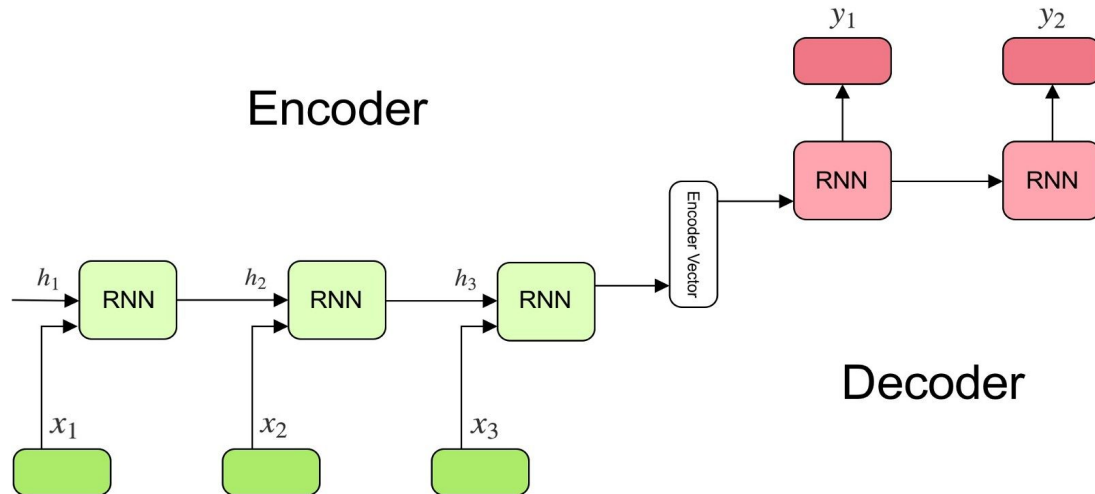 y₁
y₂
Encoder
RNN
RNN
Encoder Vector
h₁
RNN
h₂
RNN
h₃
RNN
Decoder
x₁
x₂
x₃